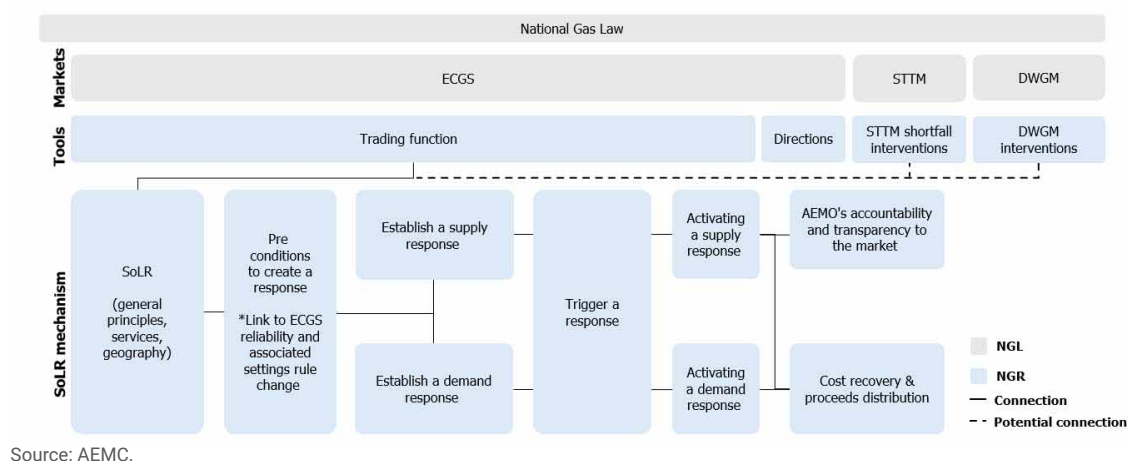 National Gas Law
Markets
ECGS
STTM
DWGM
Tools
Trading function
Directions
STTM shortfall
interventions
DWGM
interventions
SoLR mechanism
SoLR
(general
principles,
services,
geography)
Pre
conditions
to create a
response
*Link to ECGS
reliability and
associated
settings rule
change
Establish a supply
response
Establish a demand
response
Trigger a
response
Activating
a supply
response
Activating
a demand
response
AEMO's accountability
and transparency to
the market
Cost recovery &
proceeds distribution
NGL
NGR
Connection
Potential connection
Source: AEMC.